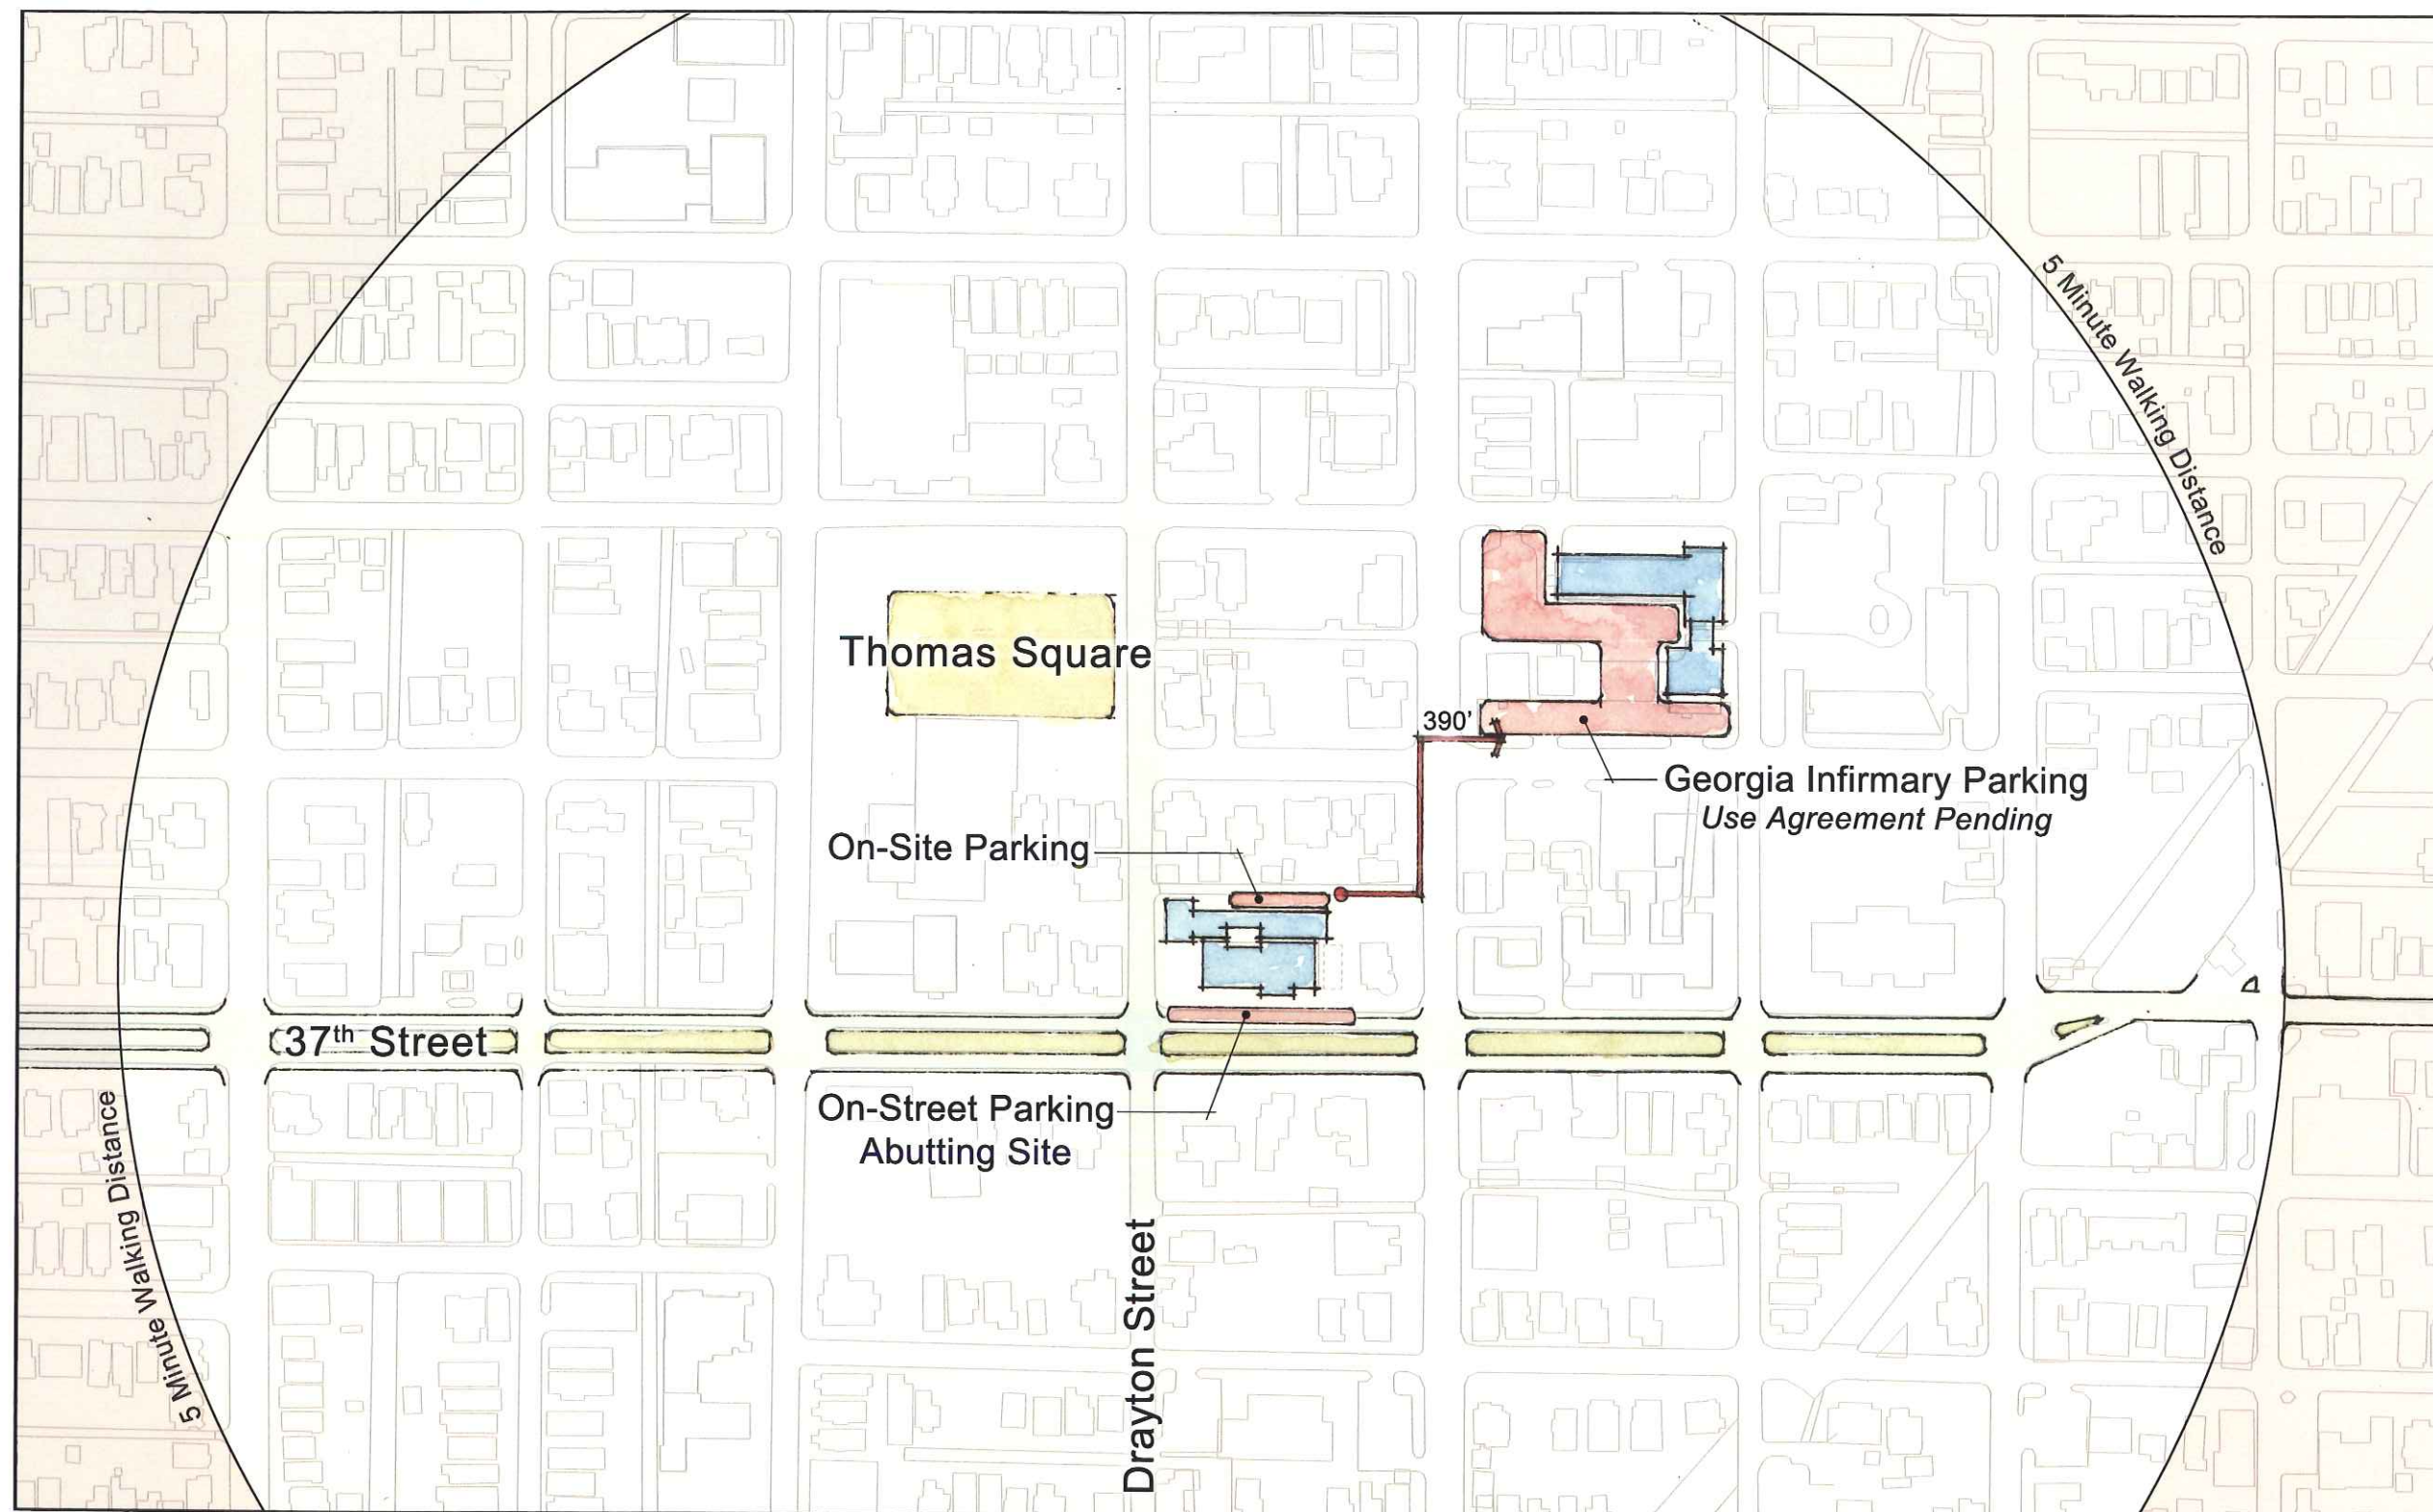 5 Minute Walking Distance
Thomas Square
390’
Georgia Infirmary Parking
Use Agreement Pending
On-Site Parking
37th Street
On-Street Parking
Abutting Site
5 Minute Walking Distance
Drayton Street